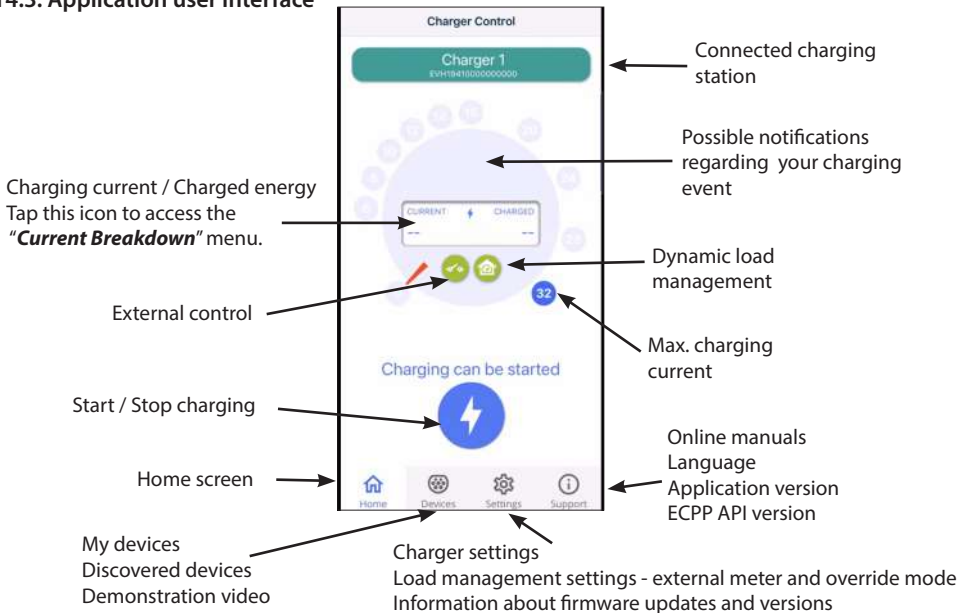 14.3. Application user interface
Charger Control
Charger 1
EVH19410000000000
Connected charging
station
Possible notifications
regarding your charging
event
Charging current / Charged energy
Tap this icon to access the
“Current Breakdown” menu.
CURRENT CHARGED
-- --
Dynamic load
management
External control
32
Max. charging
current
Charging can be started
Start / Stop charging
Online manuals
Language
Application version
ECPP API version
Home screen
Home Devices Settings Support
My devices
Discovered devices
Demonstration video
Charger settings
Load management settings - external meter and override mode
Information about firmware updates and versions